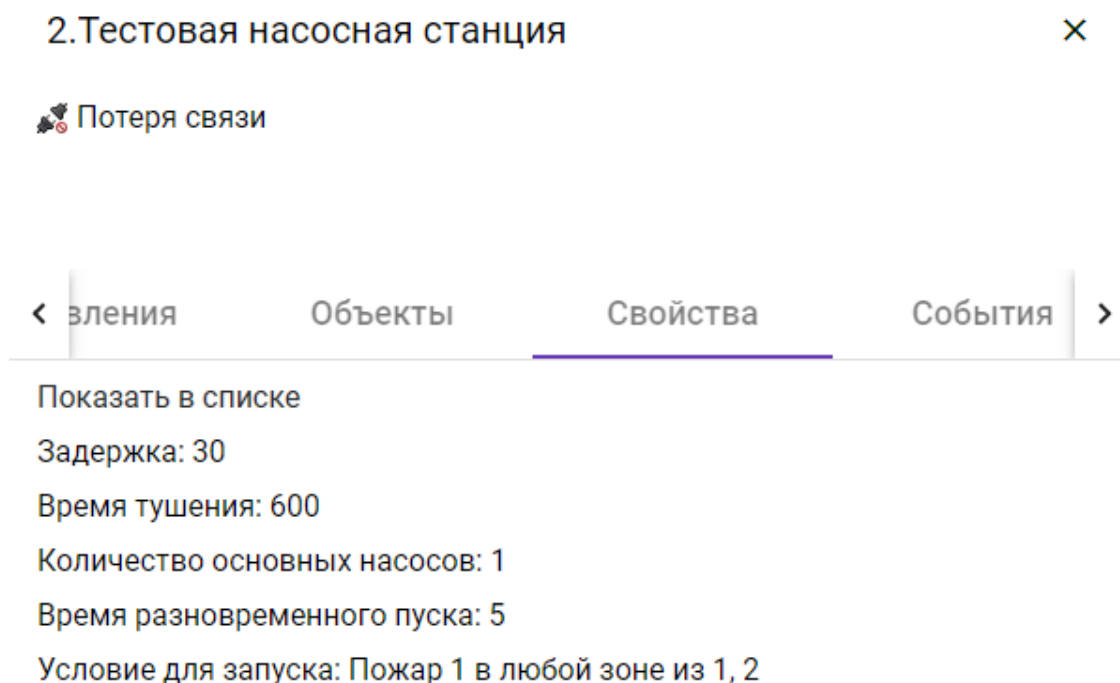 2.Тестовая насосная станция
Потеря связи
вления Объекты Свойства События
Показать в списке
Задержка: 30
Время тушения: 600
Количество основных насосов: 1
Время разновременного пуска: 5
Условие для запуска: Пожар 1 в любой зоне из 1, 2